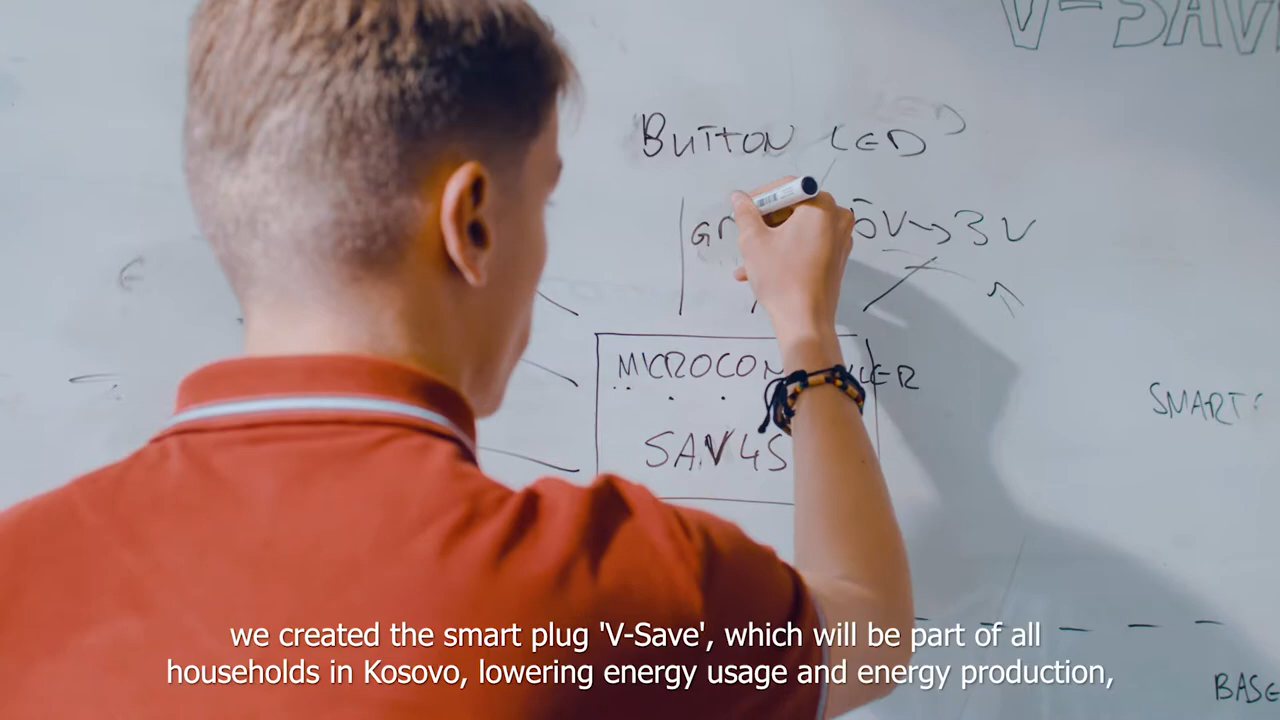 V-SAVE
BUTTON LED
5V→3V
MICROCON LER
SAV4S
SMART
BASE
we created the smart plug 'V-Save', which will be part of all
households in Kosovo, lowering energy usage and energy production,